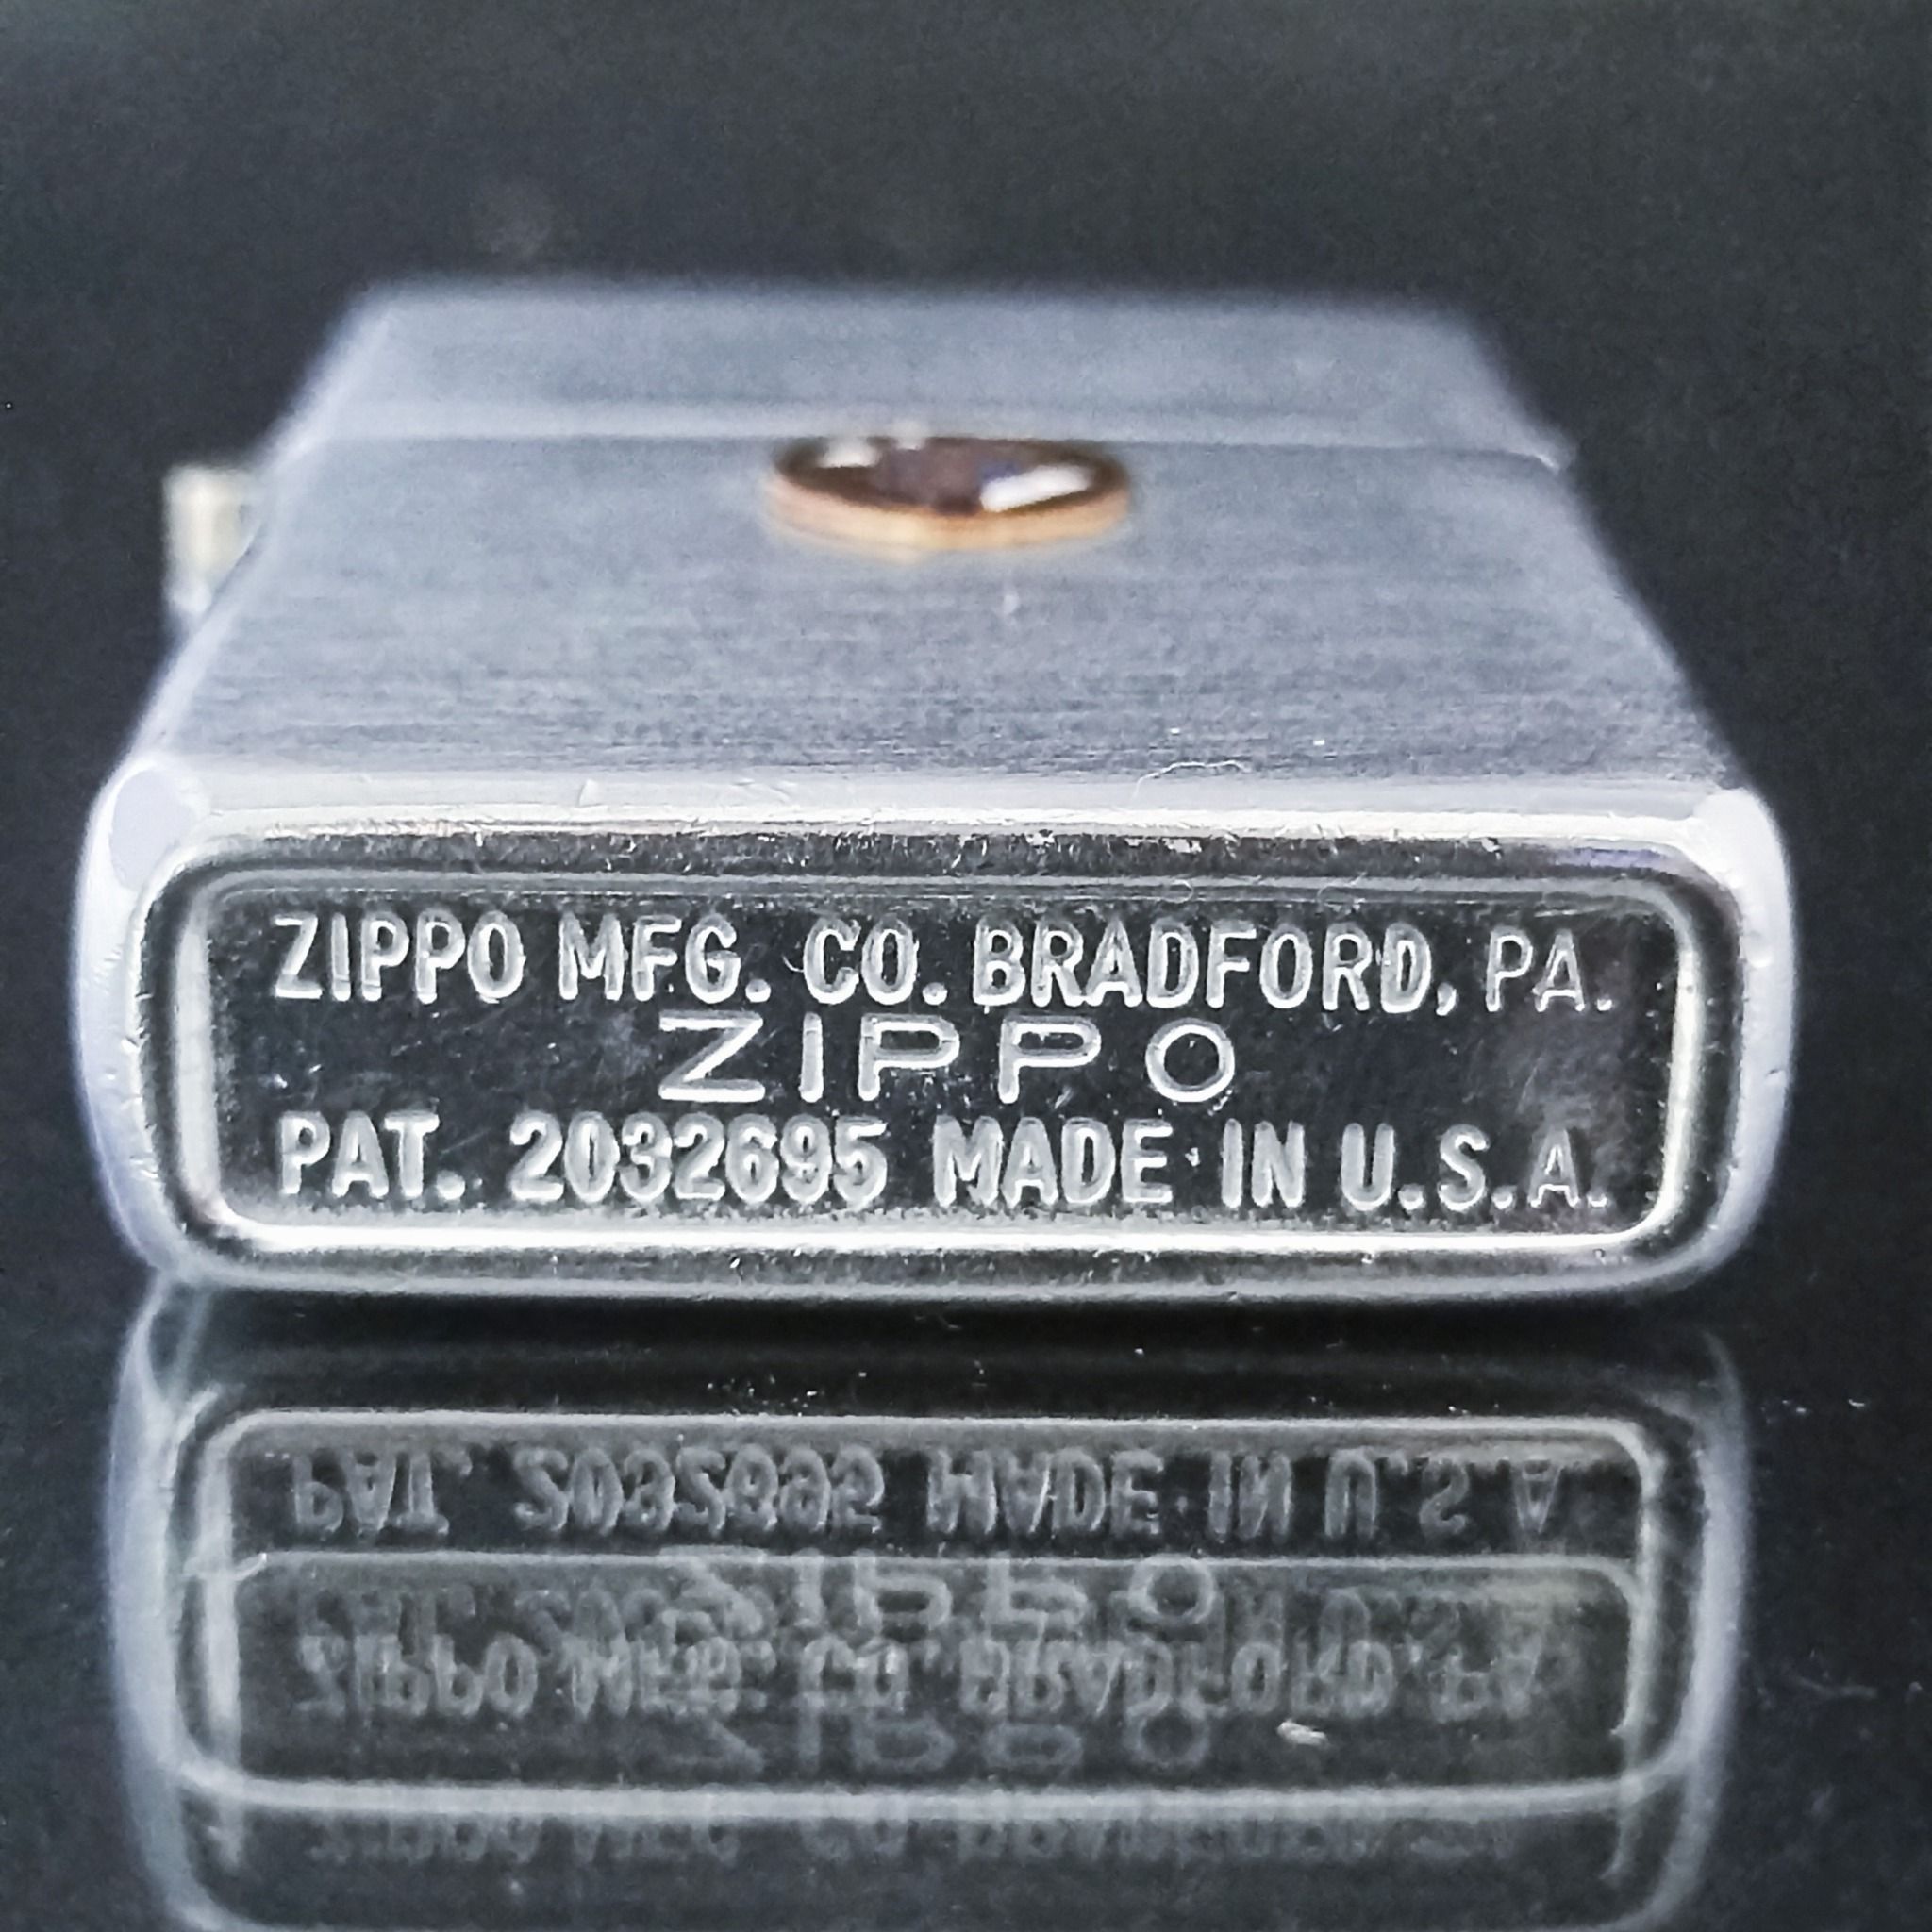 ZIPPO MFG. CO. BRADFORD, PA.
ZIPPO
PAT. 2032695 MADE IN U.S.A.